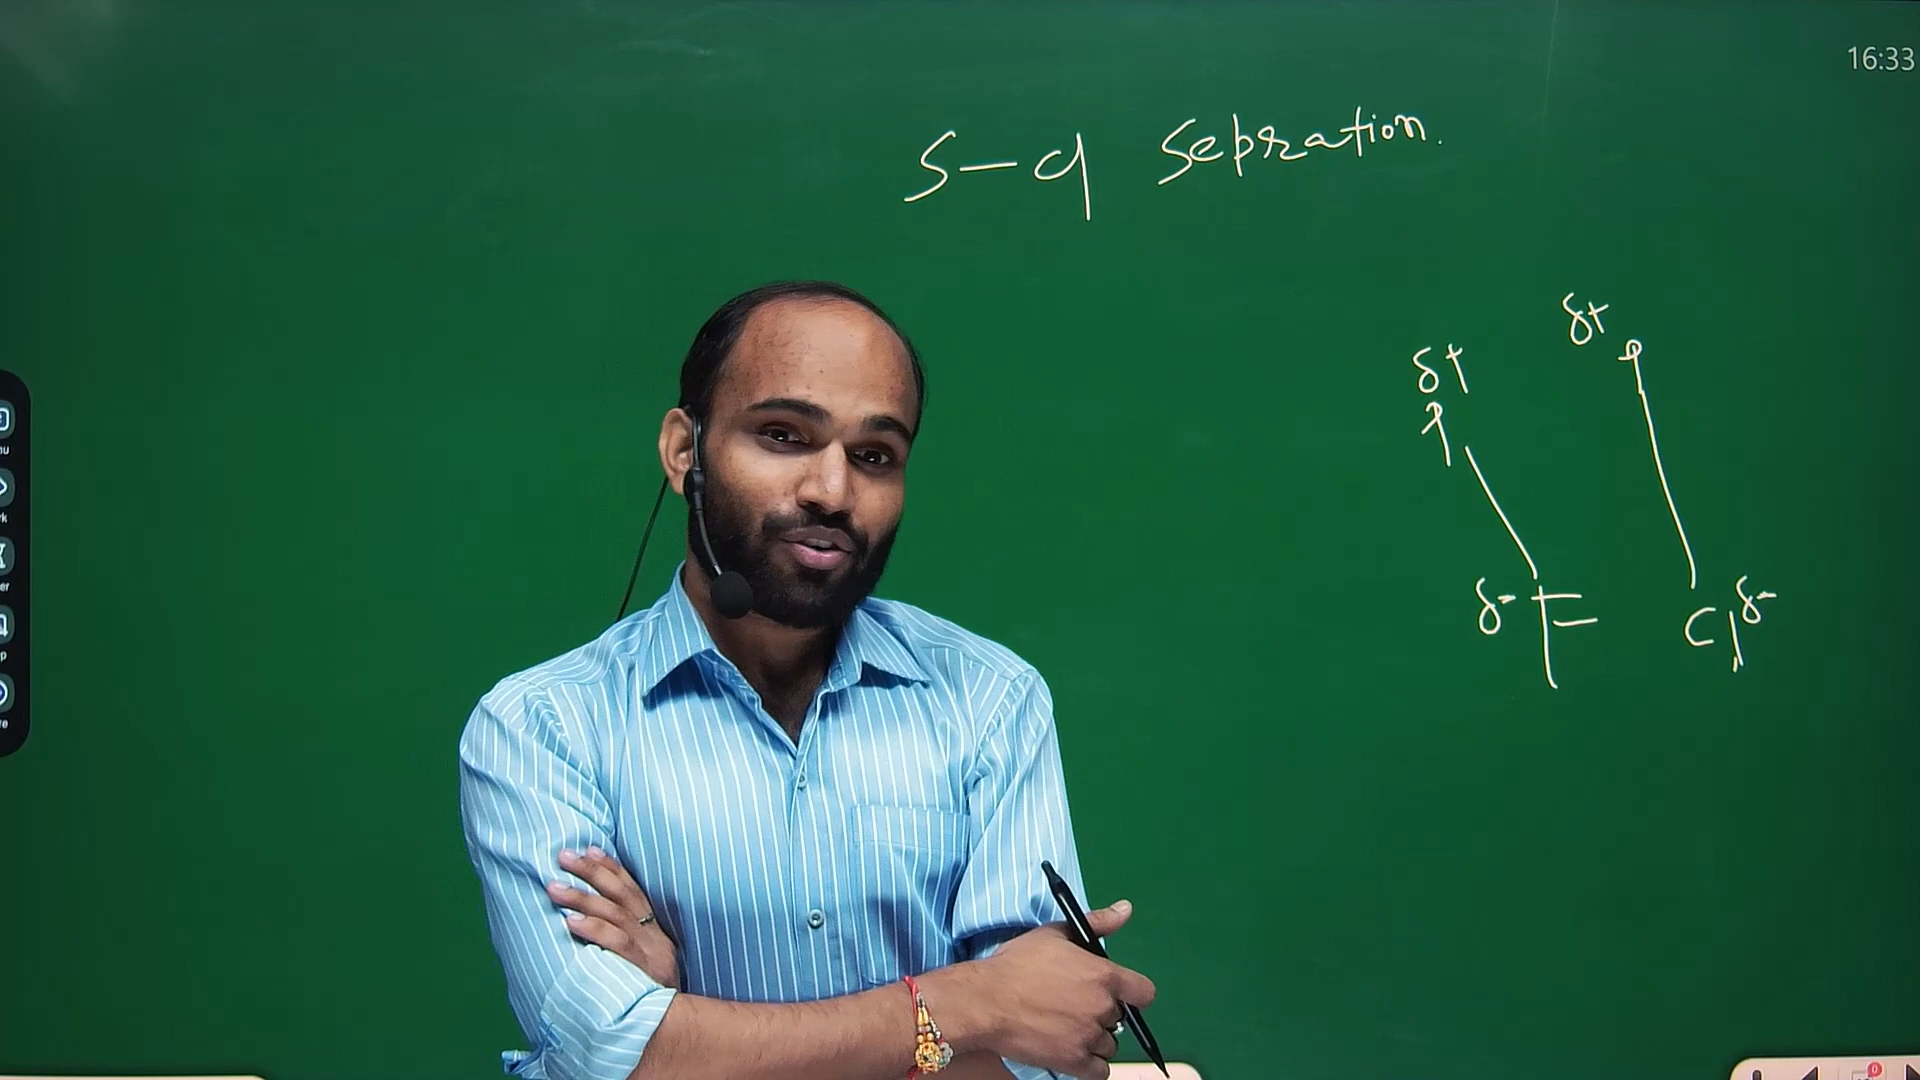 16:33
S-q Sepration.
δ+ δ+
δ- F Cl δ-